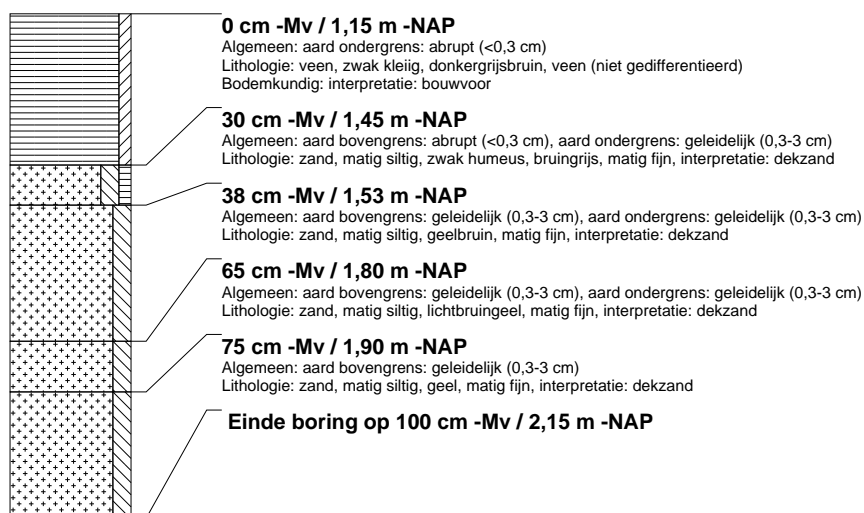 0 cm -Mv / 1,15 m -NAP
Algemeen: aard ondergrens: abrupt (<0,3 cm)
Lithologie: veen, zwak kleiig, donkergrijsbruin, veen (niet gedifferentieerd)
Bodemkundig: interpretatie: bouwvoor
30 cm -Mv / 1,45 m -NAP
Algemeen: aard bovengrens: abrupt (<0,3 cm), aard ondergrens: geleidelijk (0,3-3 cm)
Lithologie: zand, matig siltig, zwak humeus, bruingrijs, matig fijn, interpretatie: dekzand
38 cm -Mv / 1,53 m -NAP
Algemeen: aard bovengrens: geleidelijk (0,3-3 cm), aard ondergrens: geleidelijk (0,3-3 cm)
Lithologie: zand, matig siltig, geelbruin, matig fijn, interpretatie: dekzand
65 cm -Mv / 1,80 m -NAP
Algemeen: aard bovengrens: geleidelijk (0,3-3 cm), aard ondergrens: geleidelijk (0,3-3 cm)
Lithologie: zand, matig siltig, lichtbruingeel, matig fijn, interpretatie: dekzand
75 cm -Mv / 1,90 m -NAP
Algemeen: aard bovengrens: geleidelijk (0,3-3 cm)
Lithologie: zand, matig siltig, geel, matig fijn, interpretatie: dekzand
Einde boring op 100 cm -Mv / 2,15 m -NAP